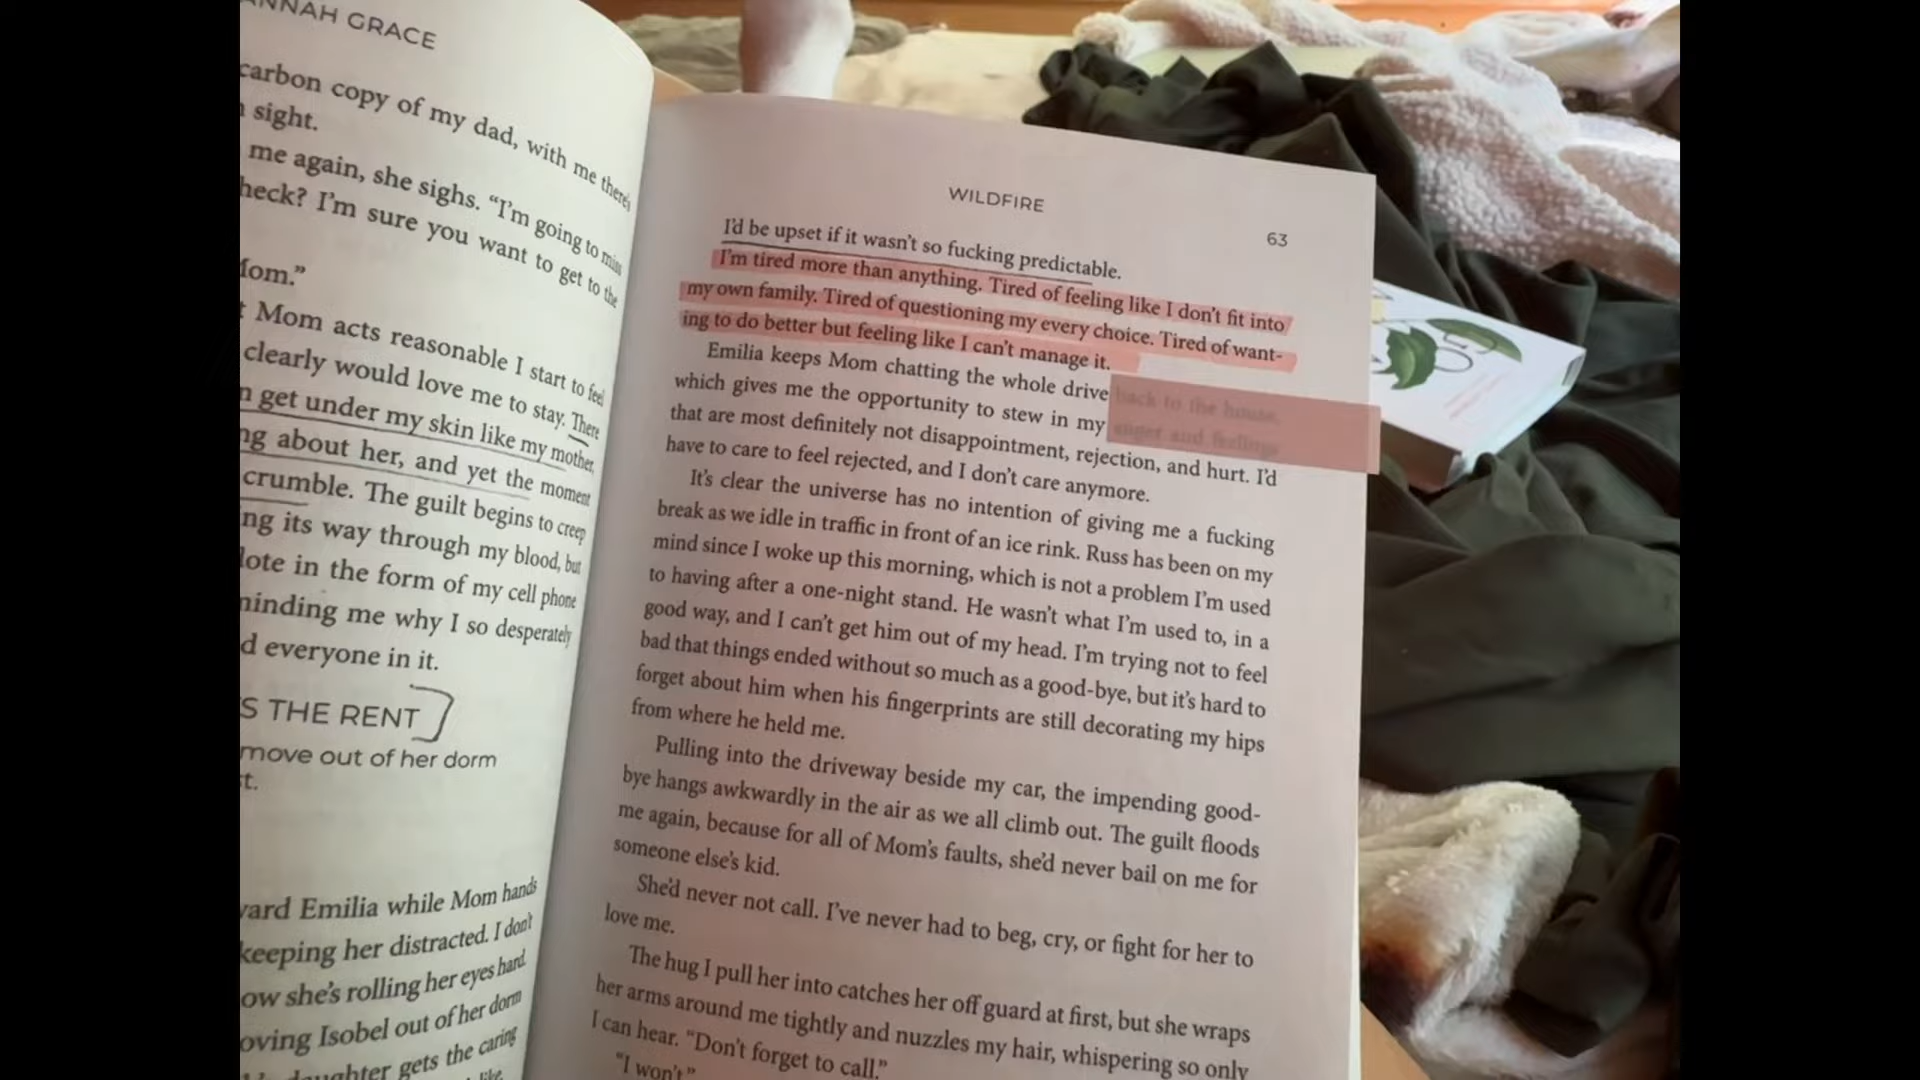 ANNAH GRACE
carbon copy of my dad, with me there's
sight.
me again, she sighs. "I'm going to miss
heck? I'm sure you want to get to the
Mom."
Mom acts reasonable I start to feel
clearly would love me to stay. There
get under my skin like my mother,
ng about her, and yet the moment
crumble. The guilt begins to creep
ng its way through my blood, but
lote in the form of my cell phone
minding me why I so desperately
d everyone in it.
S THE RENT
move out of her dorm
t.
ward Emilia while Mom hands
keeping her distracted. I don't
ow she's rolling her eyes hard.
oving Isobel out of her dorm
daughter gets the caring
like
WILDFIRE
63
I'd be upset if it wasn't so fucking predictable.
I'm tired more than anything. Tired of feeling like I don't fit into
my own family. Tired of questioning my every choice. Tired of want-
ing to do better but feeling like I can't manage it.
Emilia keeps Mom chatting the whole drive back to the house,
which gives me the opportunity to stew in my anger and feelings
that are most definitely not disappointment, rejection, and hurt. I'd
have to care to feel rejected, and I don't care anymore.
It's clear the universe has no intention of giving me a fucking
break as we idle in traffic in front of an ice rink. Russ has been on my
mind since I woke up this morning, which is not a problem I'm used
to having after a one-night stand. He wasn't what I'm used to, in a
good way, and I can't get him out of my head. I'm trying not to feel
bad that things ended without so much as a good-bye, but it's hard to
forget about him when his fingerprints are still decorating my hips
from where he held me.
Pulling into the driveway beside my car, the impending good-
bye hangs awkwardly in the air as we all climb out. The guilt floods
me again, because for all of Mom's faults, she'd never bail on me for
someone else's kid.
She'd never not call. I've never had to beg, cry, or fight for her to
love me.
The hug I pull her into catches her off guard at first, but she wraps
her arms around me tightly and nuzzles my hair, whispering so only
I can hear. "Don't forget to call."
"I won't."